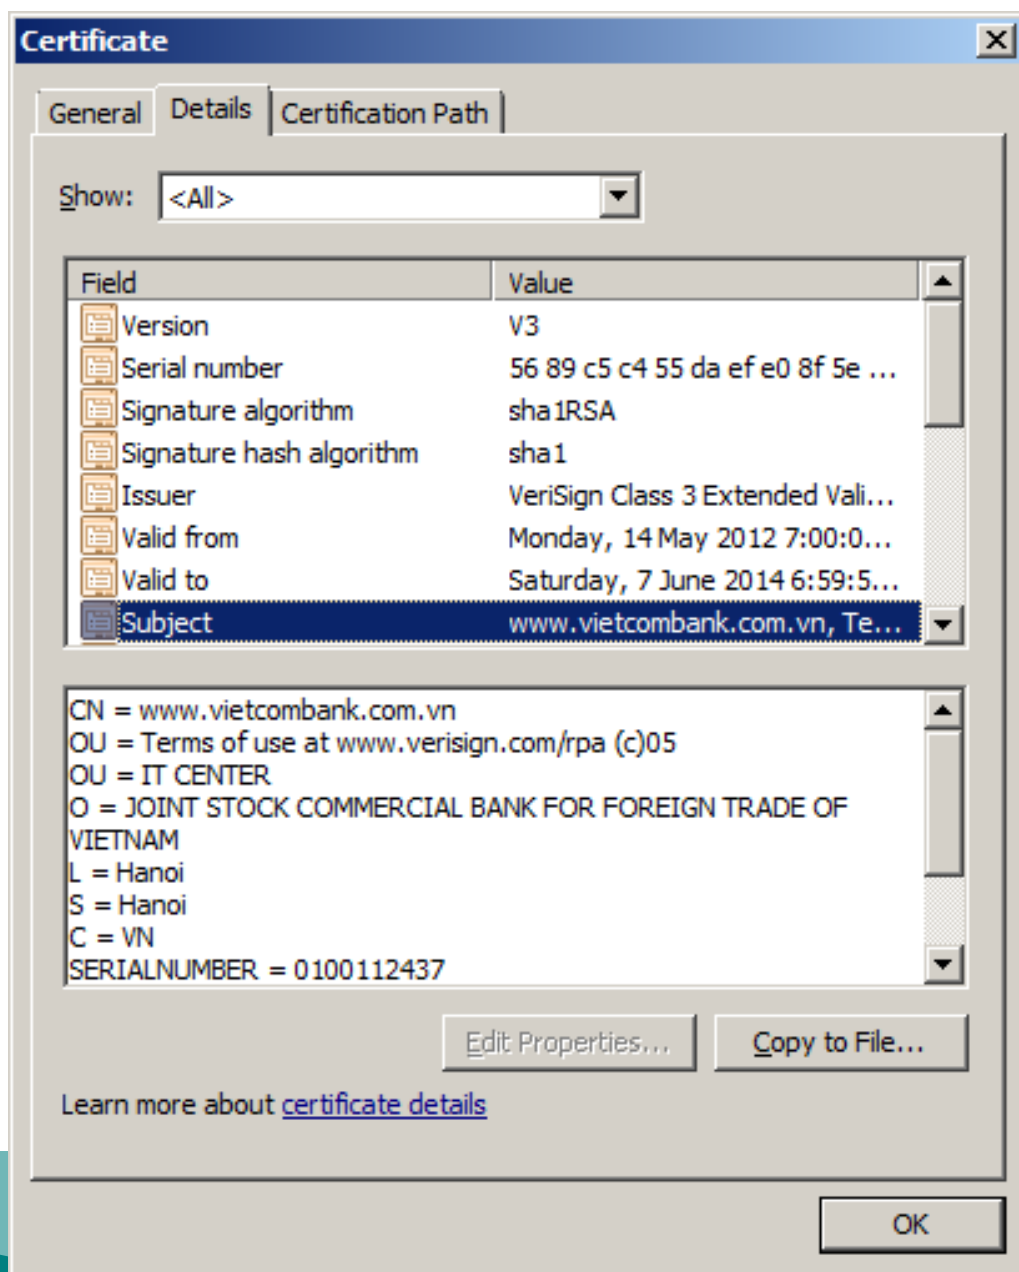 Certificate
General Details Certification Path
Show: <All>
Field Value
Version V3
Serial number 56 89 c5 c4 55 da ef e0 8f 5e ...
Signature algorithm sha1RSA
Signature hash algorithm sha1
Issuer VeriSign Class 3 Extended Vali...
Valid from Monday, 14 May 2012 7:00:0...
Valid to Saturday, 7 June 2014 6:59:5...
Subject www.vietcombank.com.vn, Te...
CN = www.vietcombank.com.vn
OU = Terms of use at www.verisign.com/rpa (c)05
OU = IT CENTER
O = JOINT STOCK COMMERCIAL BANK FOR FOREIGN TRADE OF
VIETNAM
L = Hanoi
S = Hanoi
C = VN
SERIALNUMBER = 0100112437
Edit Properties... Copy to File...
Learn more about certificate details
OK